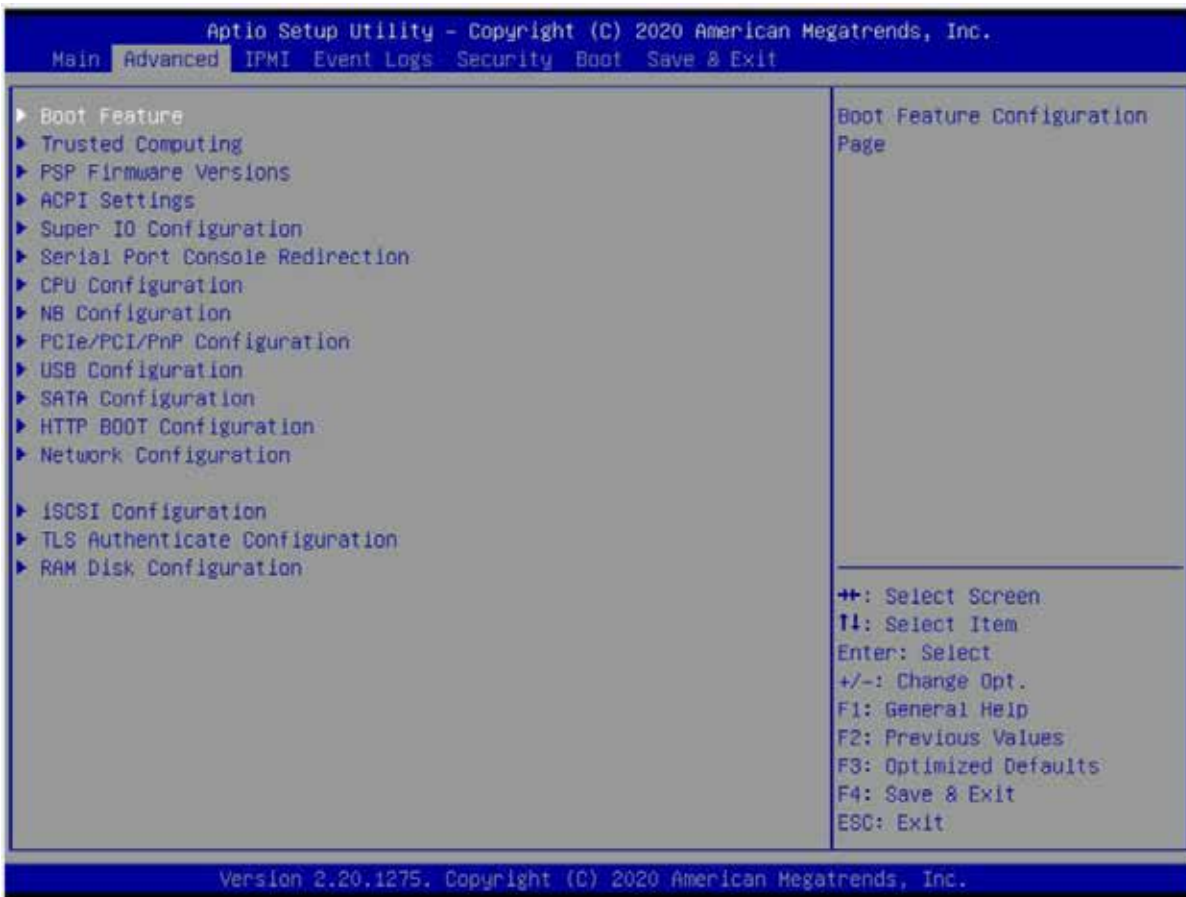 Aptio Setup Utility - Copyright (C) 2020 American Megatrends, Inc.
Main Advanced IPMI Event Logs Security Boot Save & Exit
Boot Feature
Trusted Computing
PSP Firmware Versions
ACPI Settings
Super IO Configuration
Serial Port Console Redirection
CPU Configuration
NB Configuration
PCIe/PCI/PnP Configuration
USB Configuration
SATA Configuration
HTTP BOOT Configuration
Network Configuration
iSCSI Configuration
TLS Authenticate Configuration
RAM Disk Configuration
Boot Feature Configuration
Page
→←: Select Screen
↑↓: Select Item
Enter: Select
+/-: Change Opt.
F1: General Help
F2: Previous Values
F3: Optimized Defaults
F4: Save & Exit
ESC: Exit
Version 2.20.1275. Copyright (C) 2020 American Megatrends, Inc.